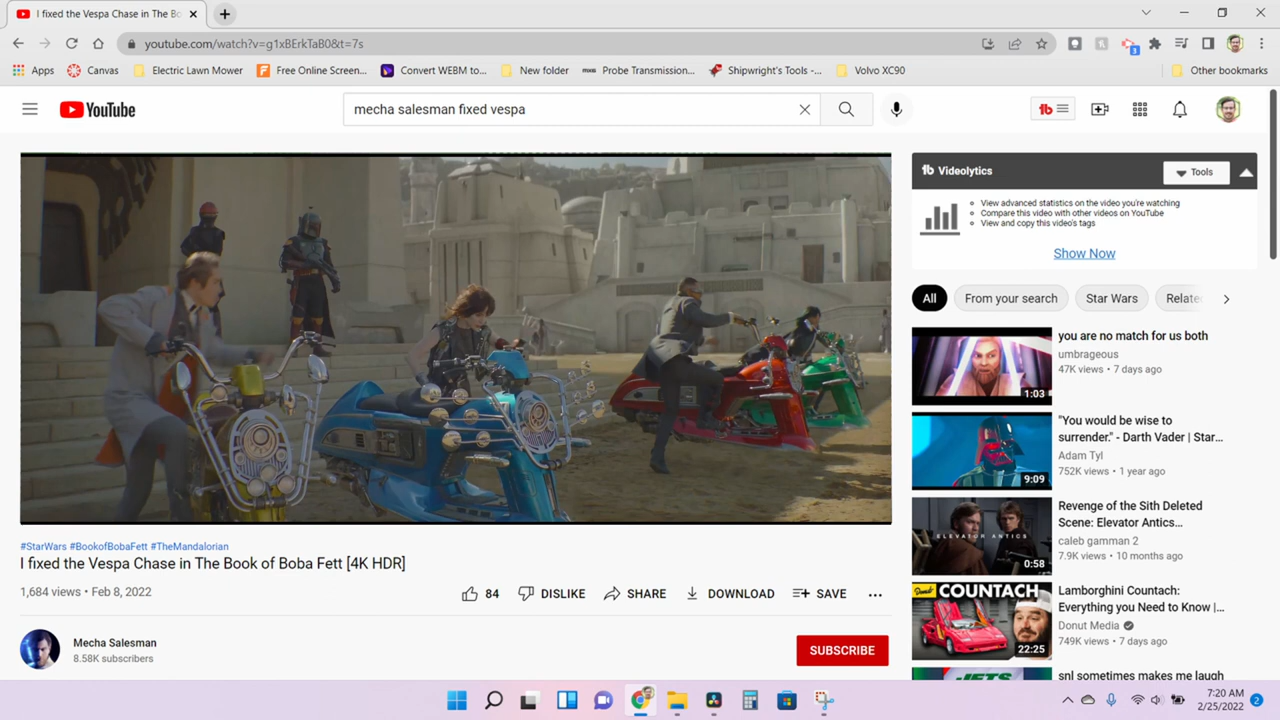 I fixed the Vespa Chase in The Bo
youtube.com/watch?v=g1xBErkTaB0&t=7s
3
Apps
Canvas
Electric Lawn Mower
Free Online Screen...
Convert WEBM to...
New folder
Probe Transmission...
Shipwright's Tools -...
Volvo XC90
Other bookmarks
YouTube
mecha salesman fixed vespa
Videolytics
Tools
View advanced statistics on the video you're watching
Compare this video with other videos on YouTube
View and copy this video's tags
Show Now
All
From your search
Star Wars
Relate
you are no match for us both
umbrageous
47K views • 7 days ago
1:03
"You would be wise to
surrender." - Darth Vader | Star...
Adam Tyl
752K views • 1 year ago
9:09
Revenge of the Sith Deleted
Scene: Elevator Antics...
caleb gamman 2
7.9K views • 10 months ago
ELEVATOR ANTICS
0:58
Lamborghini Countach:
Everything you Need to Know |...
Donut Media
749K views • 7 days ago
Donut
COUNTACH
22:25
snl sometimes makes me laugh
JETS
#StarWars #BookofBobaFett #TheMandalorian
I fixed the Vespa Chase in The Book of Boba Fett [4K HDR]
1,684 views • Feb 8, 2022
84
DISLIKE
SHARE
DOWNLOAD
SAVE
Mecha Salesman
8.58K subscribers
SUBSCRIBE
7:20 AM
2/25/2022
2